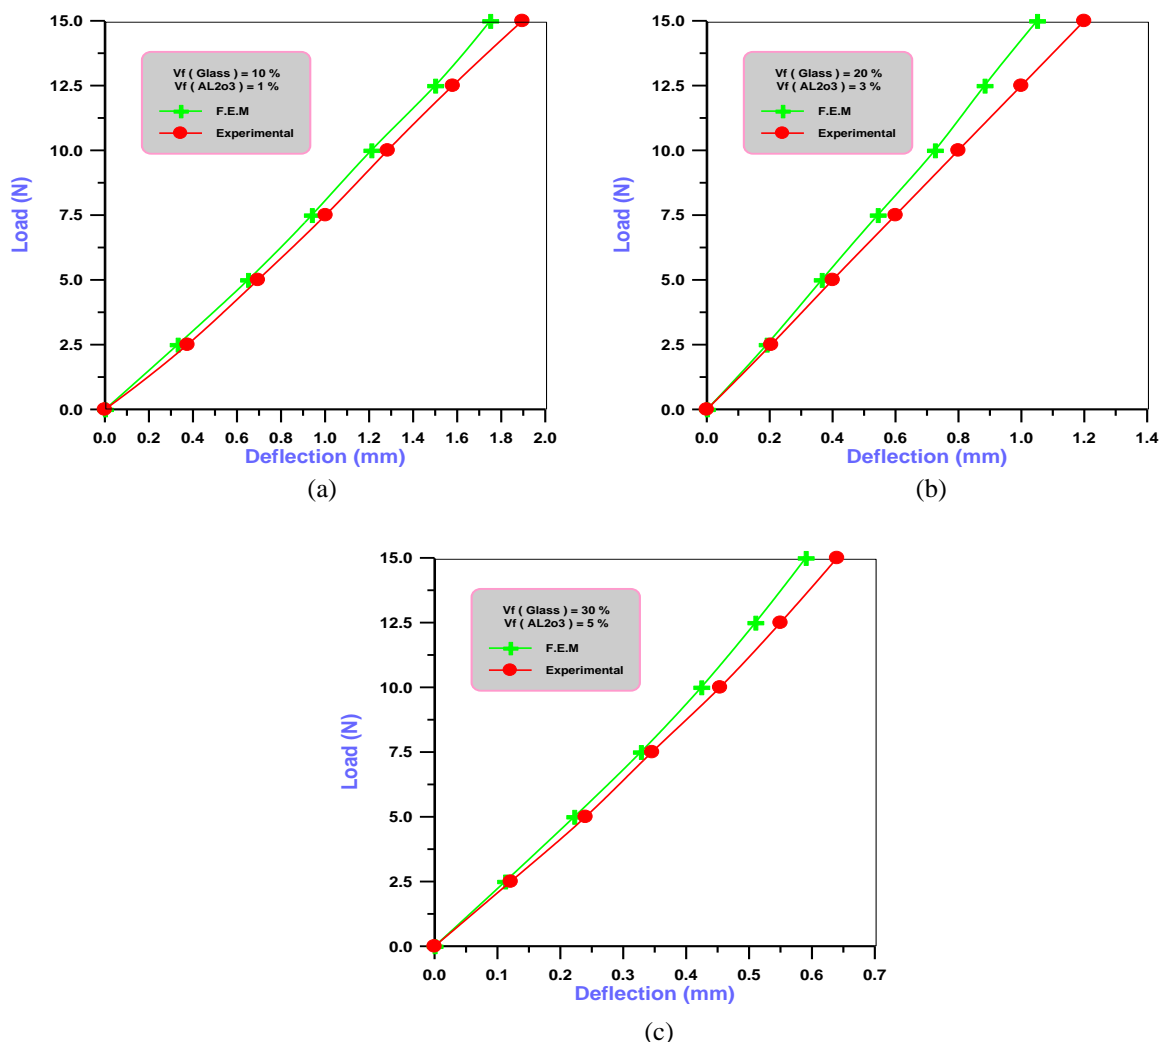 15.0
12.5
10.0
7.5
5.0
2.5
0.0
Load (N)
Vf ( Glass ) = 10 %
Vf ( AL2o3 ) = 1 %
F.E.M
Experimental
0.0 0.2 0.4 0.6 0.8 1.0 1.2 1.4 1.6 1.8 2.0
Deflection (mm)
(a)
15.0
12.5
10.0
7.5
5.0
2.5
0.0
Load (N)
Vf ( Glass ) = 20 %
Vf ( AL2o3 ) = 3 %
F.E.M
Experimental
0.0 0.2 0.4 0.6 0.8 1.0 1.2 1.4
Deflection (mm)
(b)
15.0
12.5
10.0
7.5
5.0
2.5
0.0
Load (N)
Vf ( Glass ) = 30 %
Vf ( AL2o3 ) = 5 %
F.E.M
Experimental
0.0 0.1 0.2 0.3 0.4 0.5 0.6 0.7
Deflection (mm)
(c)